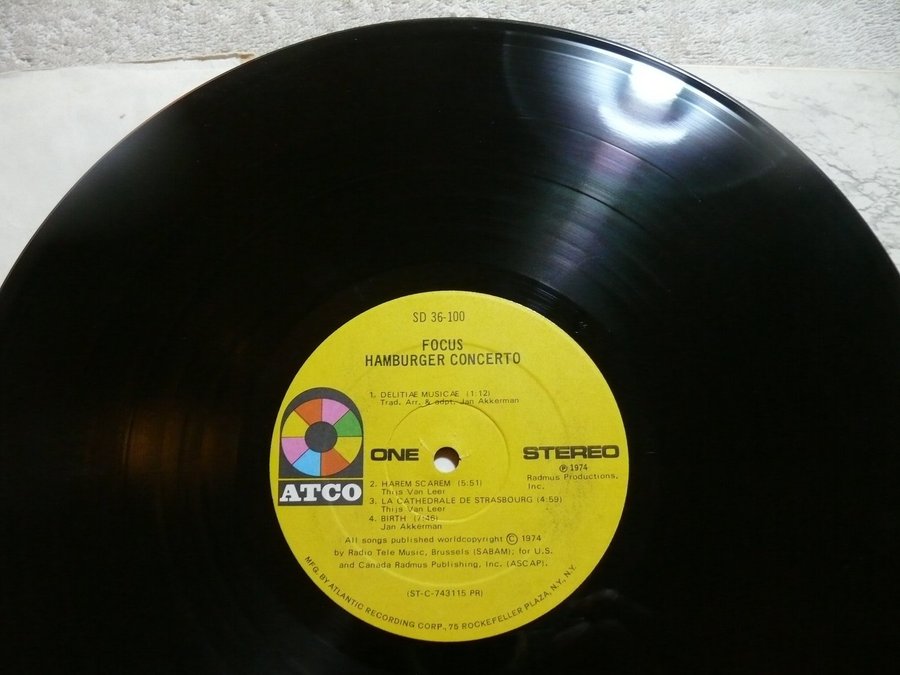 SD 36-100
FOCUS
HAMBURGER CONCERTO
1. DELITIÆ MUSICÆ (1:12)
Trad. Arr. & adpt. Jan Akkerman
ATCO
ONE
STEREO
℗ 1974
Radmus Productions,
Inc.
2. HAREM SCAREM (5:51)
Thijs Van Leer
3. LA CATHEDRALE DE STRASBOURG (4:59)
Thijs Van Leer
4. BIRTH (7:46)
Jan Akkerman
All songs published worldcopyright © 1974
by Radio Tele Music, Brussels (SABAM); for U.S.
and Canada Radmus Publishing, Inc. (ASCAP).
(ST-C-743115 PR)
MFG. BY ATLANTIC RECORDING CORP., 75 ROCKEFELLER PLAZA, N.Y., N.Y.